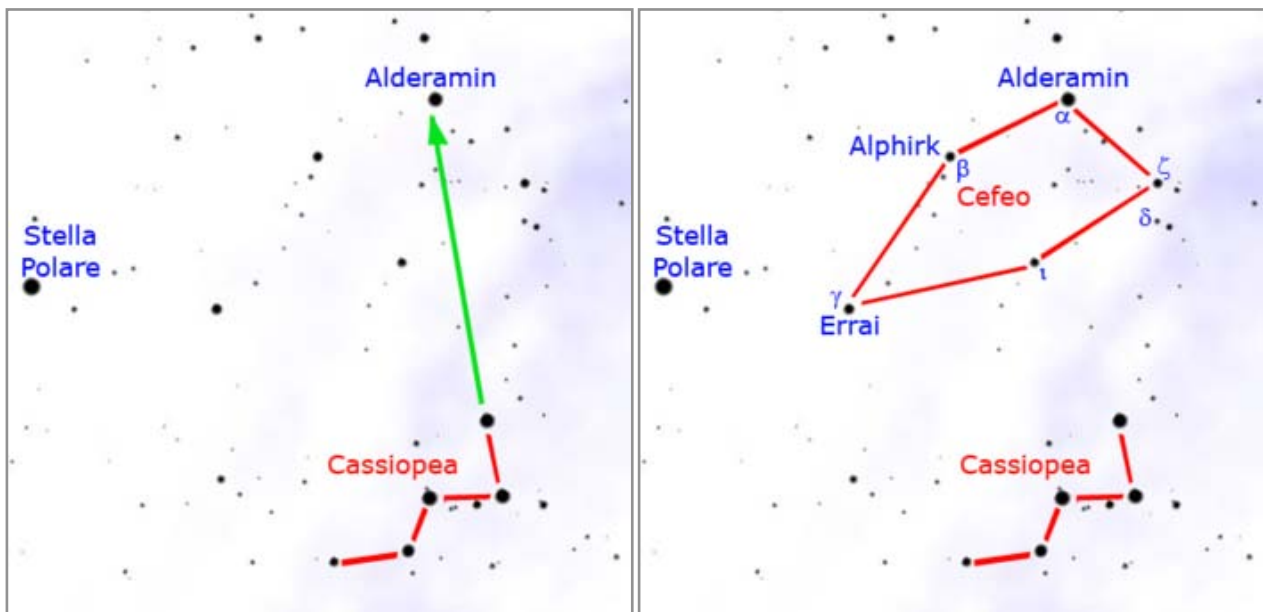 Alderamin
Stella
Polare
Cassiopea
Alderamin
α
Alphirk
β
Cefeo
ζ
δ
Stella
Polare
ι
γ
Errai
Cassiopea